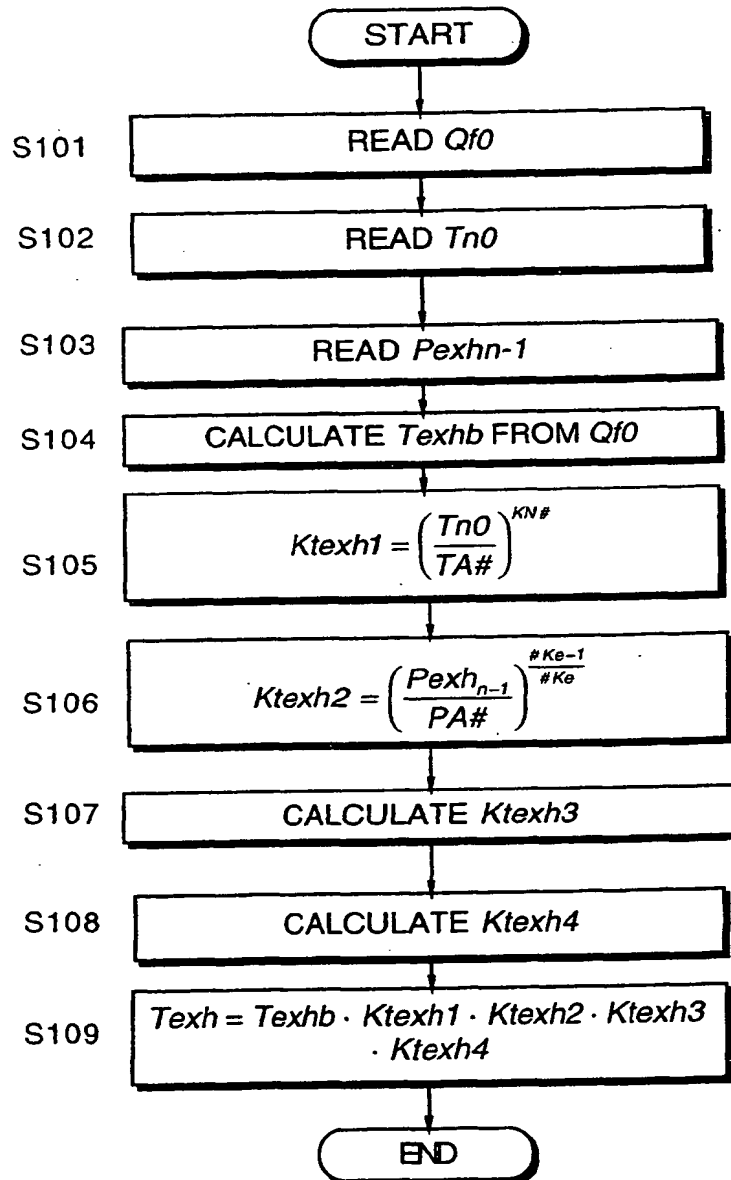 START
S101 READ Qf0
S102 READ Tn0
S103 READ Pexhn-1
S104 CALCULATE Texhb FROM Qf0
S105 Ktexh1 = (Tn0/TA#)^KN#
S106 Ktexh2 = (Pexh_{n-1}/PA#)^{#Ke-1/#Ke}
S107 CALCULATE Ktexh3
S108 CALCULATE Ktexh4
S109 Texh = Texhb · Ktexh1 · Ktexh2 · Ktexh3
· Ktexh4
END